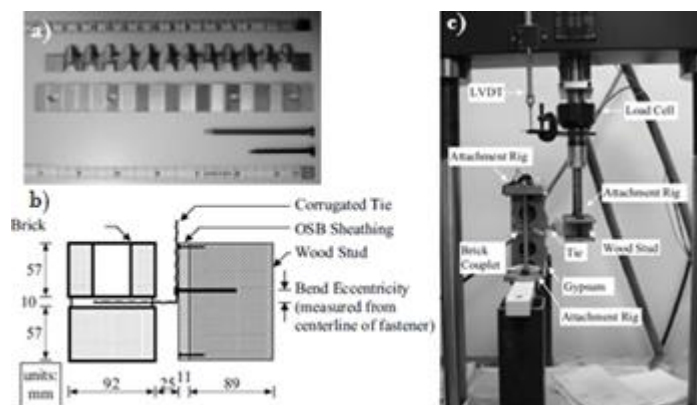 a)
b)
Brick
57
10
57
units:
mm
92
25
11
89
Corrugated Tie
OSB Sheathing
Wood Stud
Bend Eccentricity
(measured from
centerline of fastener)
c)
LVDT
Load Cell
Attachment Rig
Attachment Rig
Brick
Couplet
Tie
Wood Stud
Gypsum
Attachment Rig